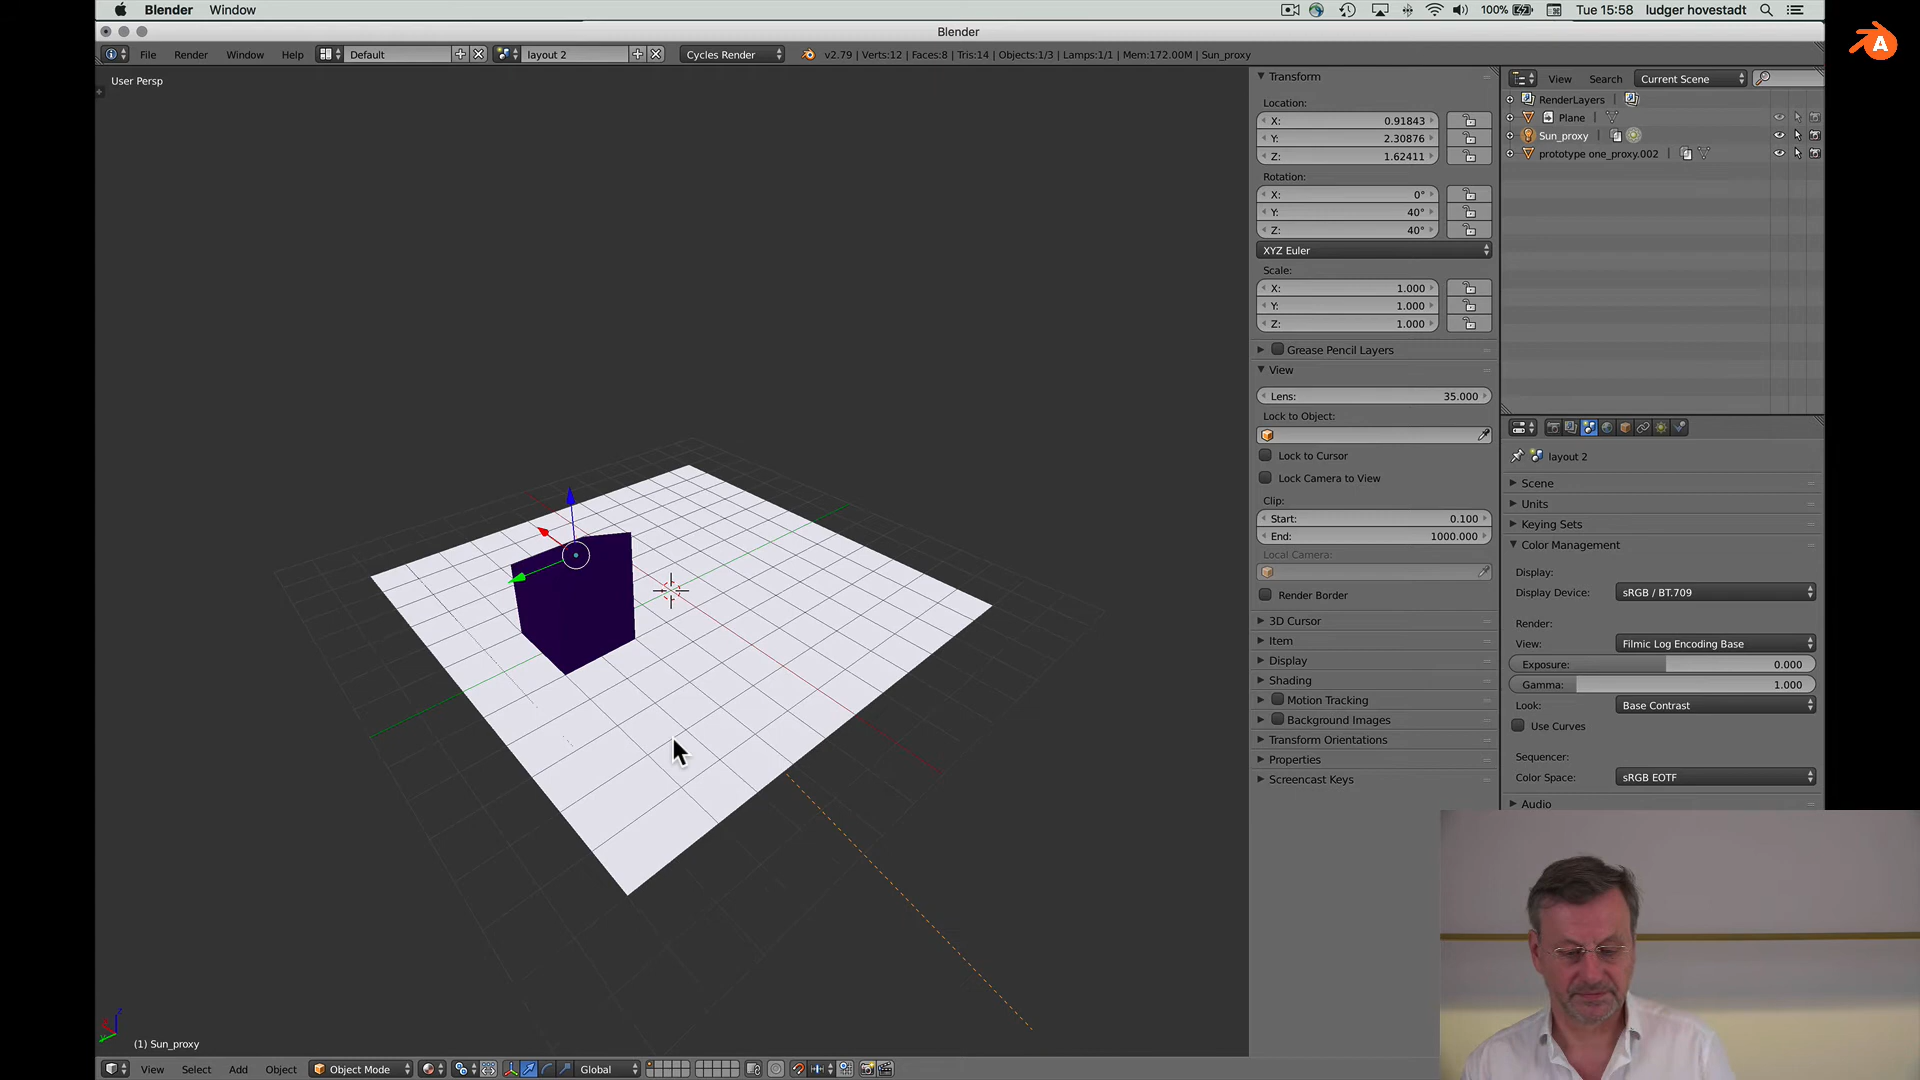 Blender Window 100% Tue 15:58 ludger hovestadt
Blender
File Render Window Help Default layout 2 Cycles Render v2.79 | Verts:12 | Faces:8 | Tris:14 | Objects:1/3 | Lamps:1/1 | Mem:172.00M | Sun_proxy
A
User Persp
Transform
Location:
X: 0.91843
Y: 2.30876
Z: 1.62411
Rotation:
X: 0°
Y: 40°
Z: 40°
XYZ Euler
Scale:
X: 1.000
Y: 1.000
Z: 1.000
Grease Pencil Layers
View
Lens: 35.000
Lock to Object:
Lock to Cursor
Lock Camera to View
Clip:
Start: 0.100
End: 1000.000
Local Camera:
Render Border
3D Cursor
Item
Display
Shading
Motion Tracking
Background Images
Transform Orientations
Properties
Screencast Keys
View Search Current Scene
RenderLayers
Plane
Sun_proxy
prototype one_proxy.002
layout 2
Scene
Units
Keying Sets
Color Management
Display:
Display Device: sRGB / BT.709
Render:
View: Filmic Log Encoding Base
Exposure: 0.000
Gamma: 1.000
Look: Base Contrast
Use Curves
Sequencer:
Color Space: sRGB EOTF
Audio
(1) Sun_proxy
View Select Add Object Object Mode Global